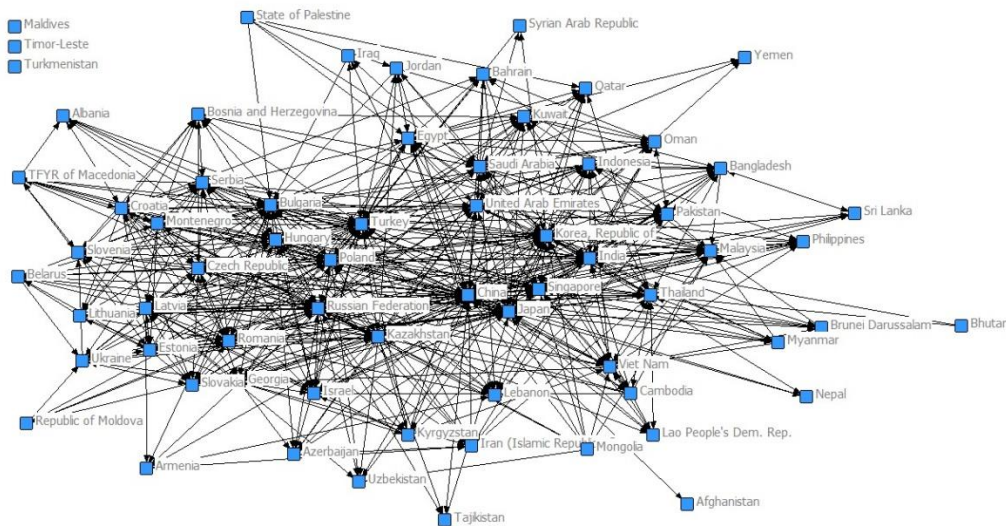 State of Palestine
Maldives
Syrian Arab Republic
Timor-Leste
Iraq
Yemen
Turkmenistan
Jordan
Bahrain
Qatar
Albania
Bosnia and Herzegovina
Kuwait
Egypt
Oman
Saudi Arabia
Indonesia
Bangladesh
TFYR of Macedonia
Serbia
Croatia
Bulgaria
United Arab Emirates
Pakistan
Sri Lanka
Montenegro
Turkey
Hungary
Korea, Republic of
Philippines
Slovenia
Malaysia
Poland
India
Czech Republic
Belarus
China
Singapore
Thailand
Latvia
Russian Federation
Japan
Lithuania
Brunei Darussalam
Bhutan
Kazakhstan
Romania
Myanmar
Estonia
Ukraine
Viet Nam
Slovakia
Georgia
Israel
Lebanon
Cambodia
Nepal
Republic of Moldova
Kyrgyzstan
Lao People's Dem. Rep.
Iran (Islamic Republic
Mongolia
Azerbaijan
Armenia
Uzbekistan
Afghanistan
Tajikistan